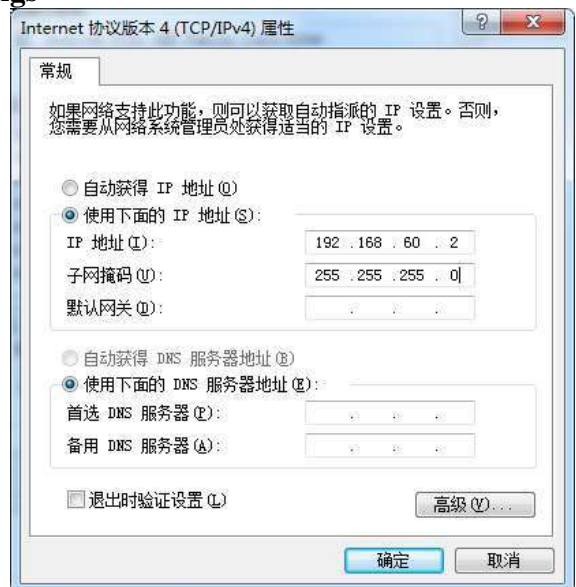 Internet 协议版本 4 (TCP/IPv4) 属性
常规
如果网络支持此功能，则可以获取自动指派的 IP 设置。否则，
您需要从网络系统管理员处获得适当的 IP 设置。
自动获得 IP 地址(O)
使用下面的 IP 地址(S):
IP 地址(I): 192 .168 .60 . 2
子网掩码(U): 255 .255 .255 . 0
默认网关(D): . . .
自动获得 DNS 服务器地址(B)
使用下面的 DNS 服务器地址(E):
首选 DNS 服务器(P): . . .
备用 DNS 服务器(A): . . .
退出时验证设置(L)
高级(V)...
确定 取消